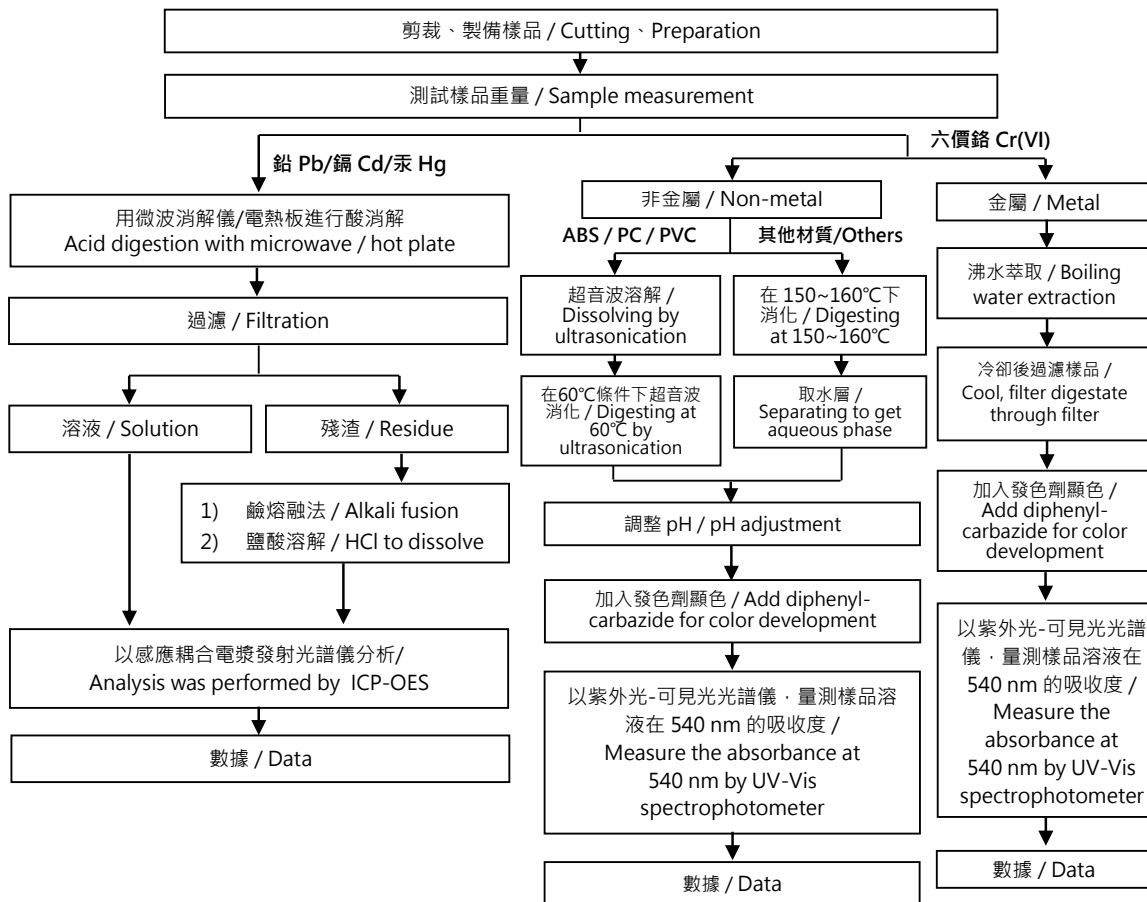 剪裁、製備樣品 / Cutting、Preparation
測試樣品重量 / Sample measurement
鉛 Pb/鎘 Cd/汞 Hg
用微波消解儀/電熱板進行酸消解
Acid digestion with microwave / hot plate
過濾 / Filtration
溶液 / Solution
殘渣 / Residue
1) 鹼熔融法 / Alkali fusion
2) 鹽酸溶解 / HCl to dissolve
以感應耦合電漿發射光譜儀分析/
Analysis was performed by ICP-OES
數據 / Data
六價鉻 Cr(VI)
非金屬 / Non-metal
ABS / PC / PVC
其他材質/Others
超音波溶解 /
Dissolving by
ultrasonication
在60℃條件下超音波
消化 / Digesting at
60℃ by
ultrasonication
在 150~160℃下
消化 / Digesting
at 150~160℃
取水層 /
Separating to get
aqueous phase
調整 pH / pH adjustment
加入發色劑顯色 / Add diphenyl-
carbazide for color development
以紫外光-可見光光譜儀，量測樣品溶
液在 540 nm 的吸收度 /
Measure the absorbance at
540 nm by UV-Vis
spectrophotometer
數據 / Data
金屬 / Metal
沸水萃取 / Boiling
water extraction
冷卻後過濾樣品 /
Cool, filter digestate
through filter
加入發色劑顯色 /
Add diphenyl-
carbazide for color
development
以紫外光-可見光光譜
儀，量測樣品溶液在
540 nm 的吸收度 /
Measure the
absorbance at
540 nm by UV-Vis
spectrophotometer
數據 / Data